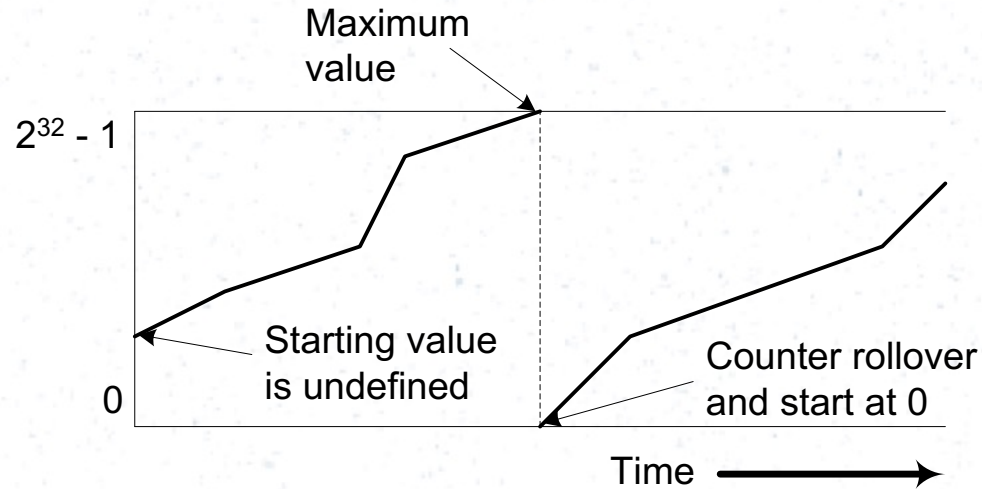 Maximum
value
2³² - 1
Starting value
is undefined
0
Counter rollover
and start at 0
Time